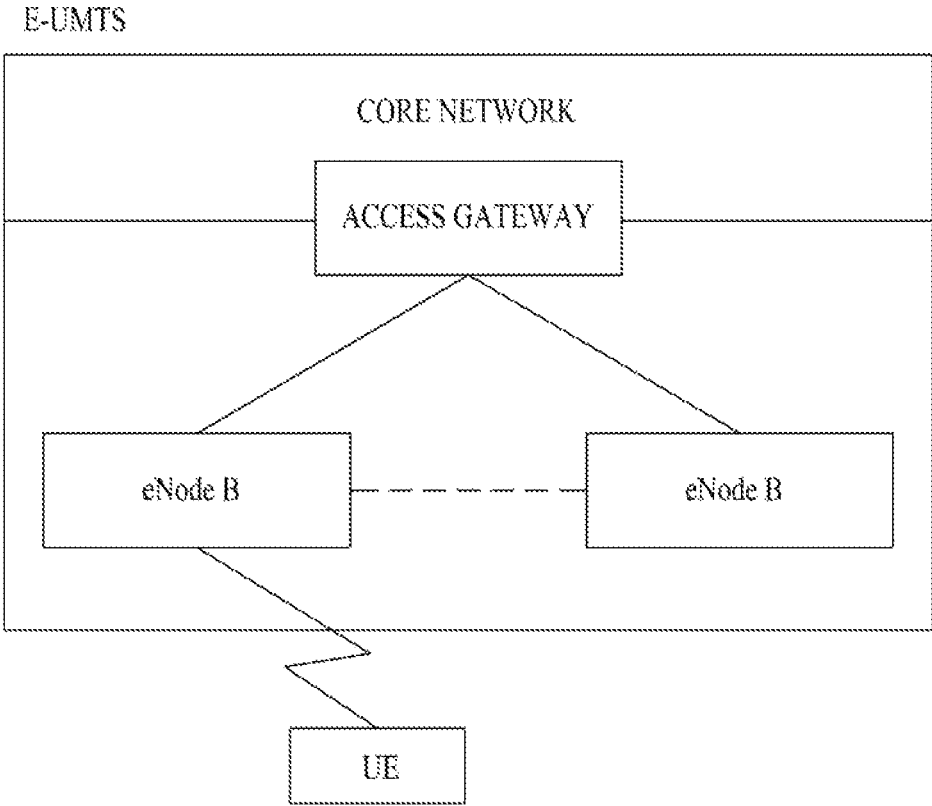 E-UMTS
CORE NETWORK
ACCESS GATEWAY
eNode B
eNode B
UE